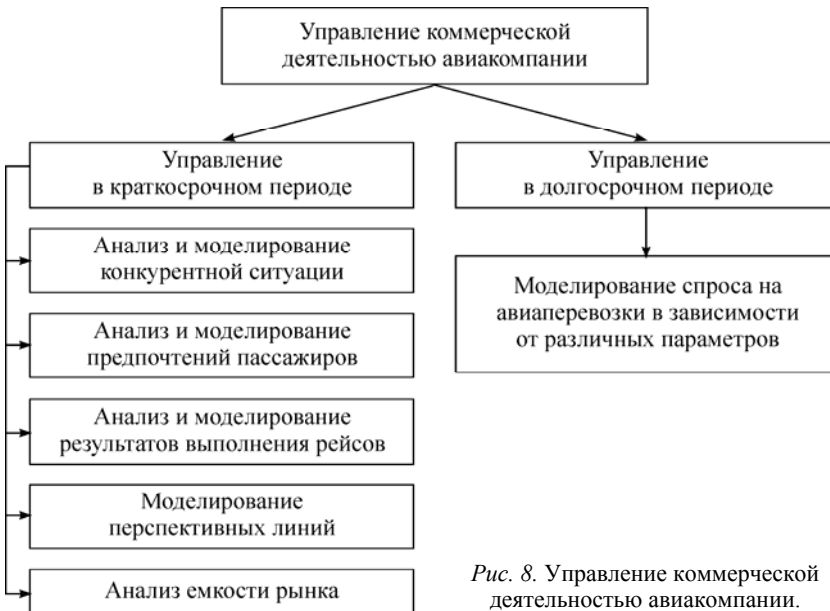 Управление коммерческой
деятельностью авиакомпании
Управление
в краткосрочном периоде
Управление
в долгосрочном периоде
Анализ и моделирование
конкурентной ситуации
Моделирование спроса на
авиаперевозки в зависимости
от различных параметров
Анализ и моделирование
предпочтений пассажиров
Анализ и моделирование
результатов выполнения рейсов
Моделирование
перспективных линий
Анализ емкости рынка
Рис. 8. Управление коммерческой
деятельностью авиакомпании.